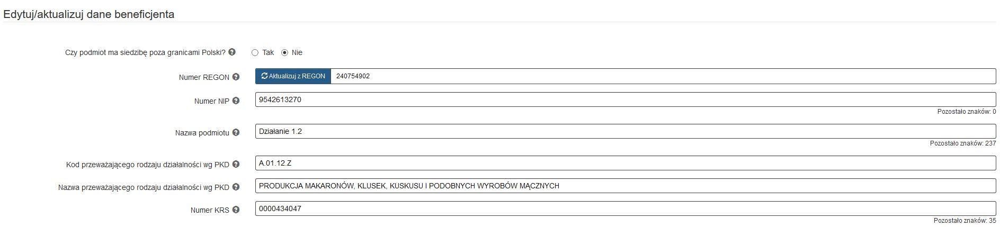 Edytuj/aktualizuj dane beneficjenta
Czy podmiot ma siedzibę poza granicami Polski? Tak Nie
Numer REGON Aktualizuj z REGON 240754902
Numer NIP 9542613270
Pozostało znaków: 0
Nazwa podmiotu Działanie 1.2
Pozostało znaków: 237
Kod przeważającego rodzaju działalności wg PKD A.01.12.Z
Nazwa przeważającego rodzaju działalności wg PKD PRODUKCJA MAKARONÓW, KLUSEK, KUSKUSU I PODOBNYCH WYROBÓW MĄCZNYCH
Numer KRS 0000434047
Pozostało znaków: 35